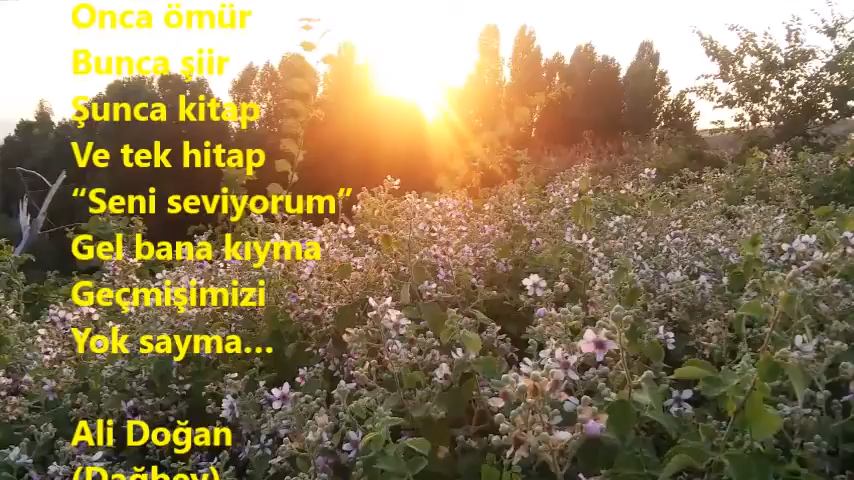 Onca ömür
Bunca şiir
Şunca kitap
Ve tek hitap
“Seni seviyorum”
Gel bana kıyma
Geçmişimizi
Yok sayma...
Ali Doğan
(Dağbey)